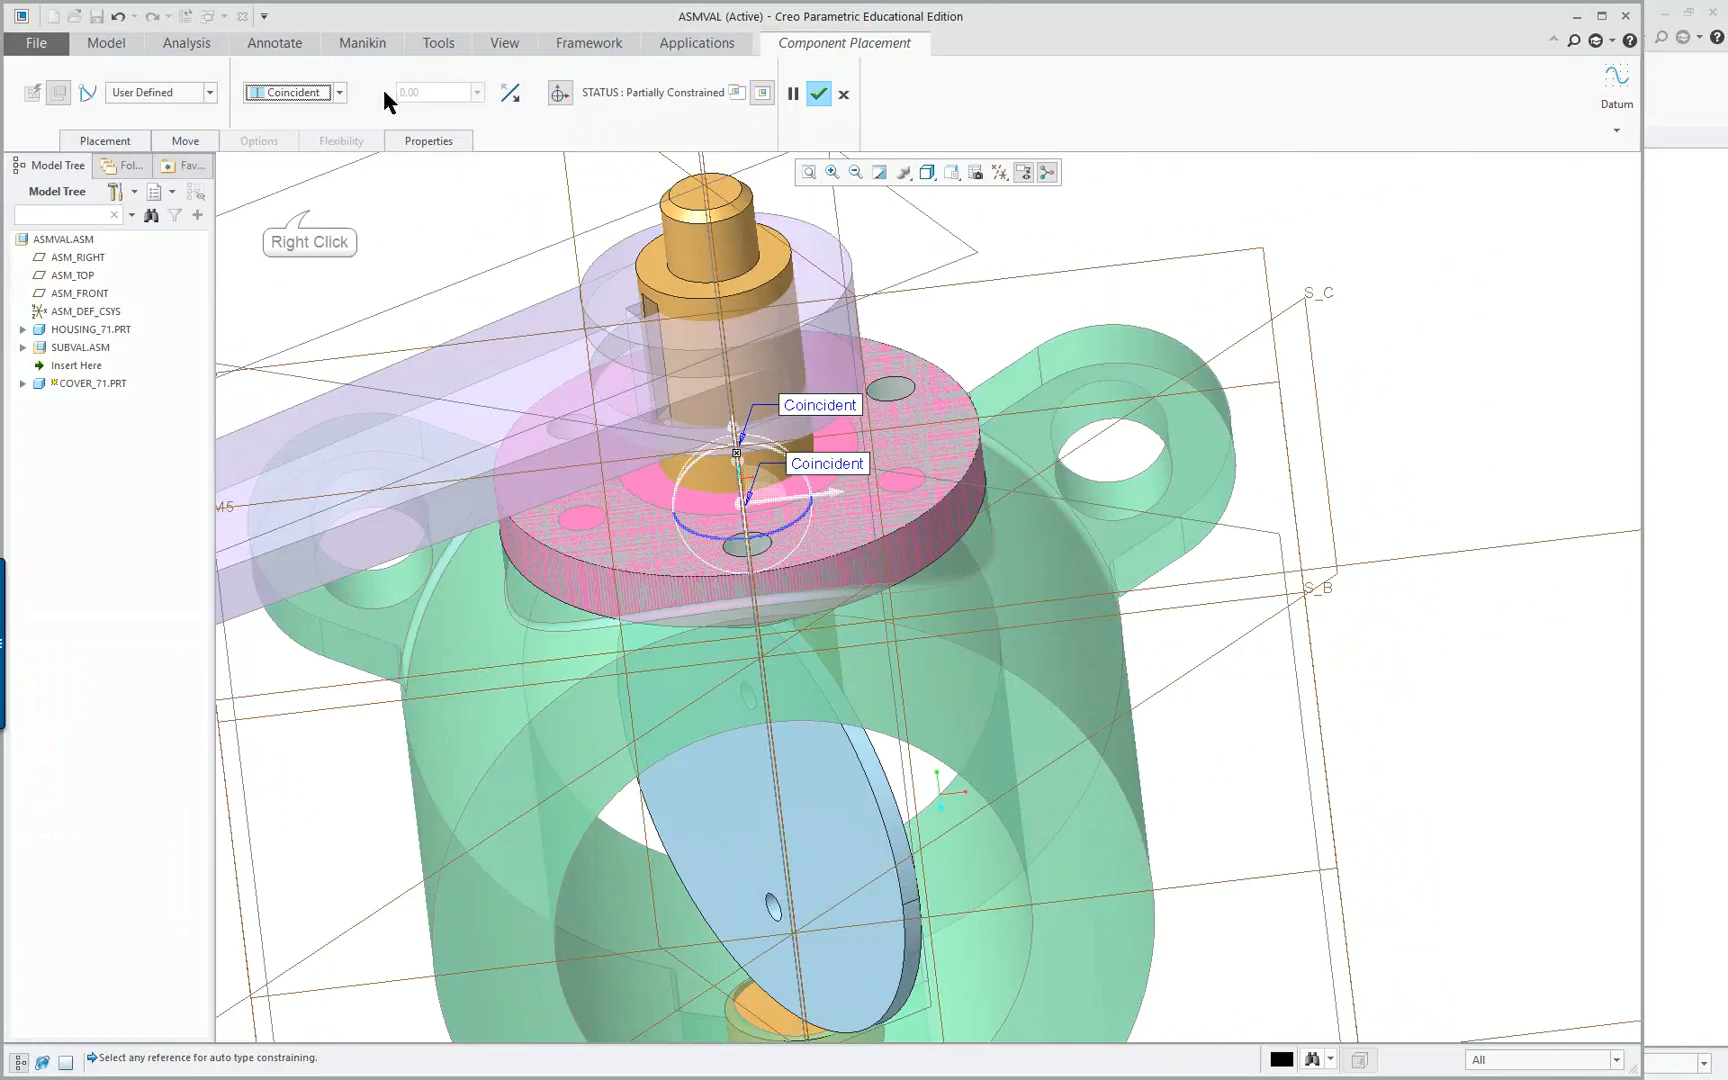 ASMVAL (Active) - Creo Parametric Educational Edition
File Model Analysis Annotate Manikin Tools View Framework Applications Component Placement
User Defined Coincident 0.00 STATUS : Partially Constrained Datum
Placement Move Options Flexibility Properties
Model Tree Fol... Fav...
Model Tree
Right Click
ASMVAL.ASM
ASM_RIGHT
ASM_TOP
ASM_FRONT
ASM_DEF_CSYS
HOUSING_71.PRT
SUBVAL.ASM
Insert Here
COVER_71.PRT
S_C
Coincident
Coincident
M5
S_B
Select any reference for auto type constraining.
All